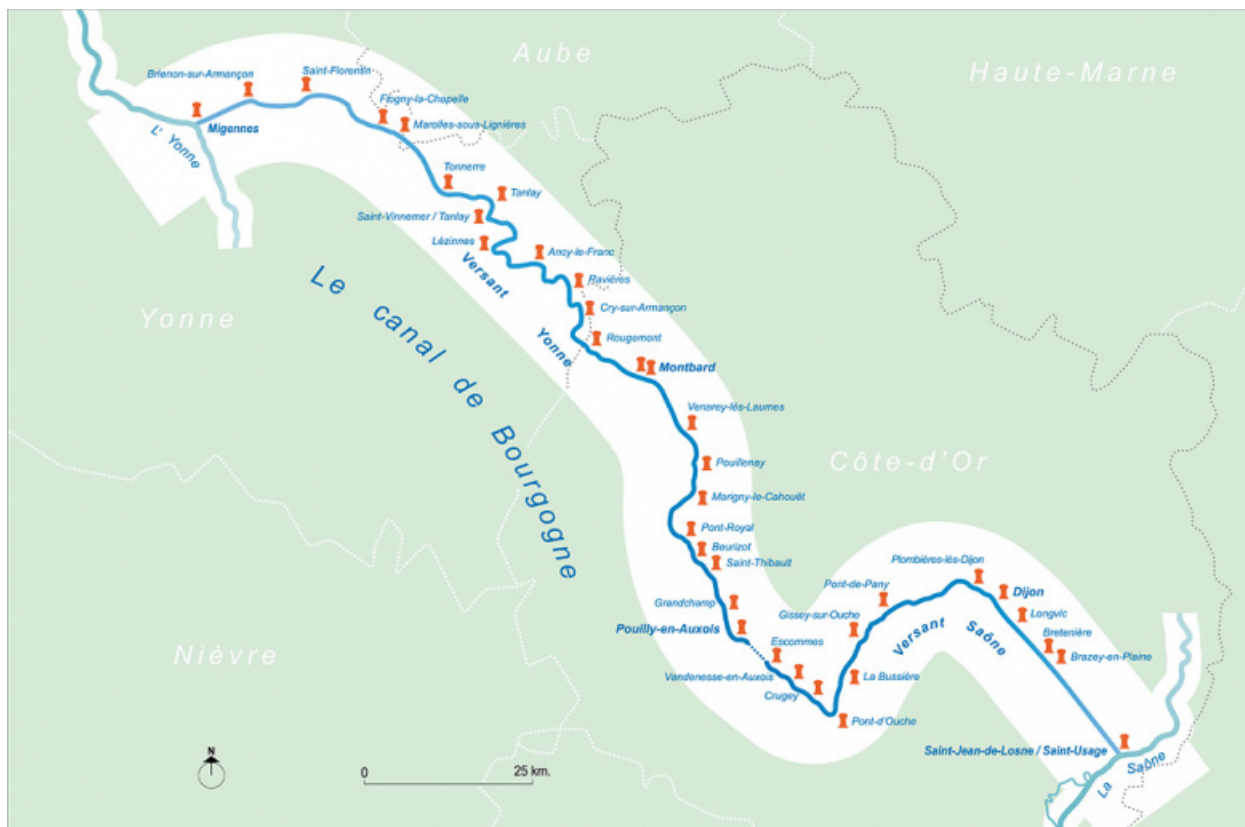 Aube
Haute-Marne
Brienon-sur-Armançon
Saint-Florentin
Flogny-la-Chapelle
Marolles-sous-Lignières
Migennes
L' Yonne
Tonnerre
Tanlay
Saint-Vinnemer / Tanlay
Lézinnes
Ancy-le-Franc
Versant Yonne
Ravières
Cry-sur-Armançon
Rougemont
Yonne
Le canal de Bourgogne
Montbard
Venarey-lés-Laumes
Pouillenay
Côte-d'Or
Marigny-le-Cahouët
Pont-Royal
Beurizot
Saint-Thibault
Grandchamp
Pouilly-en-Auxois
Nièvre
Plombières-lés-Dijon
Pont-de-Pany
Dijon
Gissey-sur-Ouche
Longvic
Versant Saône
Bretenière
Brazey-en-Plaine
Escommes
Vandenesse-en-Auxois
La Bussière
Crugey
Pont-d'Ouche
Saint-Jean-de-Losne / Saint-Usage
La Saône
N
0
25 km.